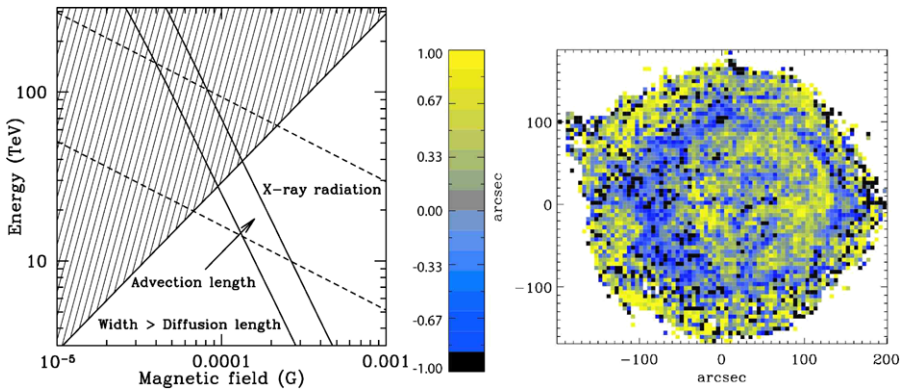 Energy (TeV)
100
10
X-ray radiation
Advection length
Width > Diffusion length
10⁻⁵
0.0001
0.001
Magnetic field (G)
1.00
0.67
0.33
0.00
-0.33
-0.67
-1.00
arcsec
100
0
-100
-100
0
100
200
arcsec